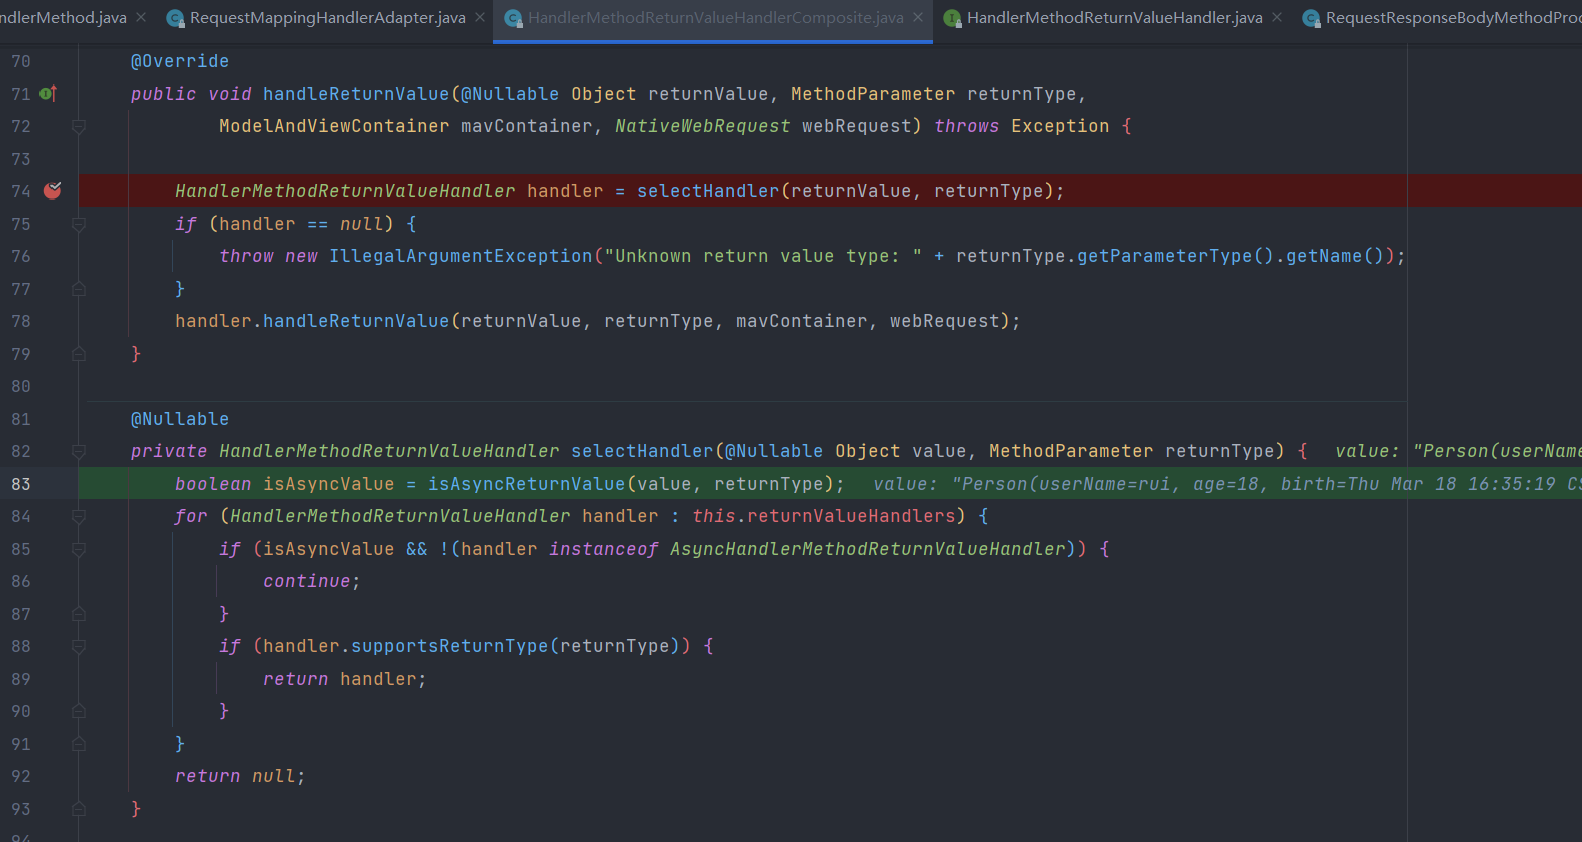 ndlerMethod.java RequestMappingHandlerAdapter.java HandlerMethodReturnValueHandlerComposite.java HandlerMethodReturnValueHandler.java RequestResponseBodyMethodProc
70 @Override
71 public void handleReturnValue(@Nullable Object returnValue, MethodParameter returnType,
72 ModelAndViewContainer mavContainer, NativeWebRequest webRequest) throws Exception {
73
74 HandlerMethodReturnValueHandler handler = selectHandler(returnValue, returnType);
75 if (handler == null) {
76 throw new IllegalArgumentException("Unknown return value type: " + returnType.getParameterType().getName());
77 }
78 handler.handleReturnValue(returnValue, returnType, mavContainer, webRequest);
79 }
80
81 @Nullable
82 private HandlerMethodReturnValueHandler selectHandler(@Nullable Object value, MethodParameter returnType) { value: "Person(userName
83 boolean isAsyncValue = isAsyncReturnValue(value, returnType); value: "Person(userName=rui, age=18, birth=Thu Mar 18 16:35:19 CS
84 for (HandlerMethodReturnValueHandler handler : this.returnValueHandlers) {
85 if (isAsyncValue && !(handler instanceof AsyncHandlerMethodReturnValueHandler)) {
86 continue;
87 }
88 if (handler.supportsReturnType(returnType)) {
89 return handler;
90 }
91 }
92 return null;
93 }
94